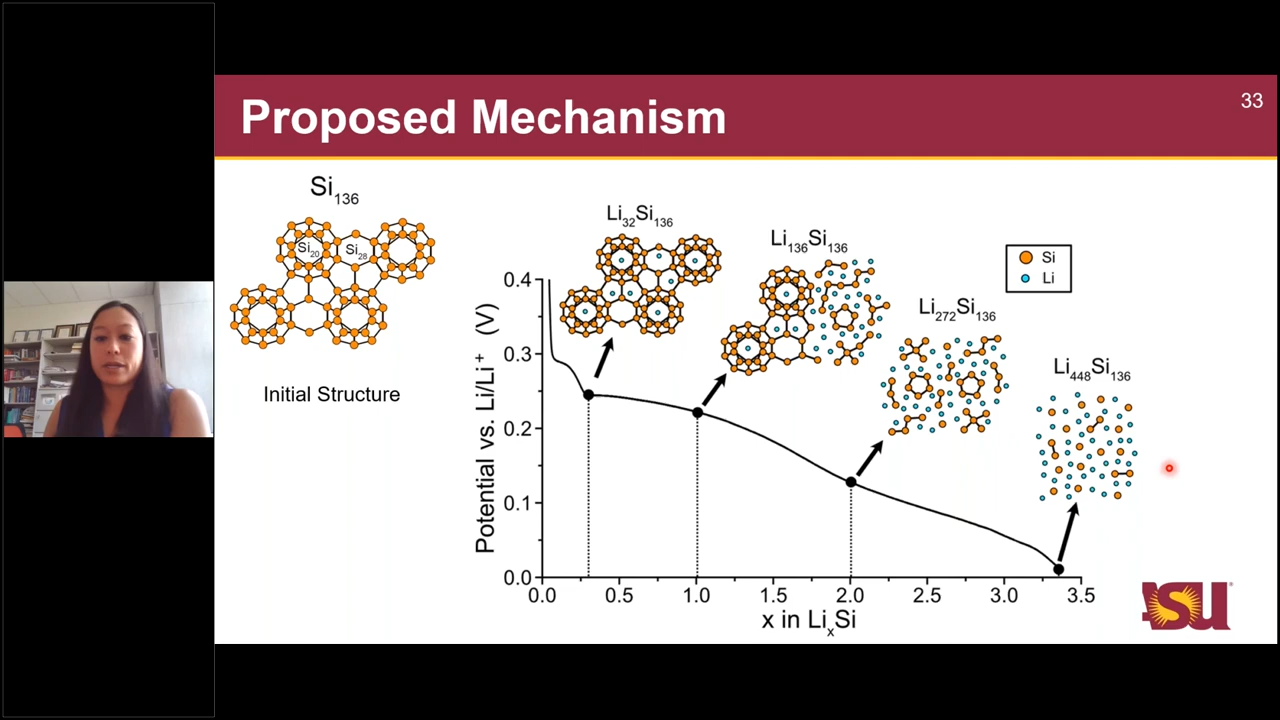 Proposed Mechanism
33
Si136
Si20
Si28
Initial Structure
Li32Si136
Li136Si136
Li272Si136
Li448Si136
Si
Li
Potential vs. Li/Li+ (V)
0.4
0.3
0.2
0.1
0.0
0.0 0.5 1.0 1.5 2.0 2.5 3.0 3.5
x in LixSi
ASU